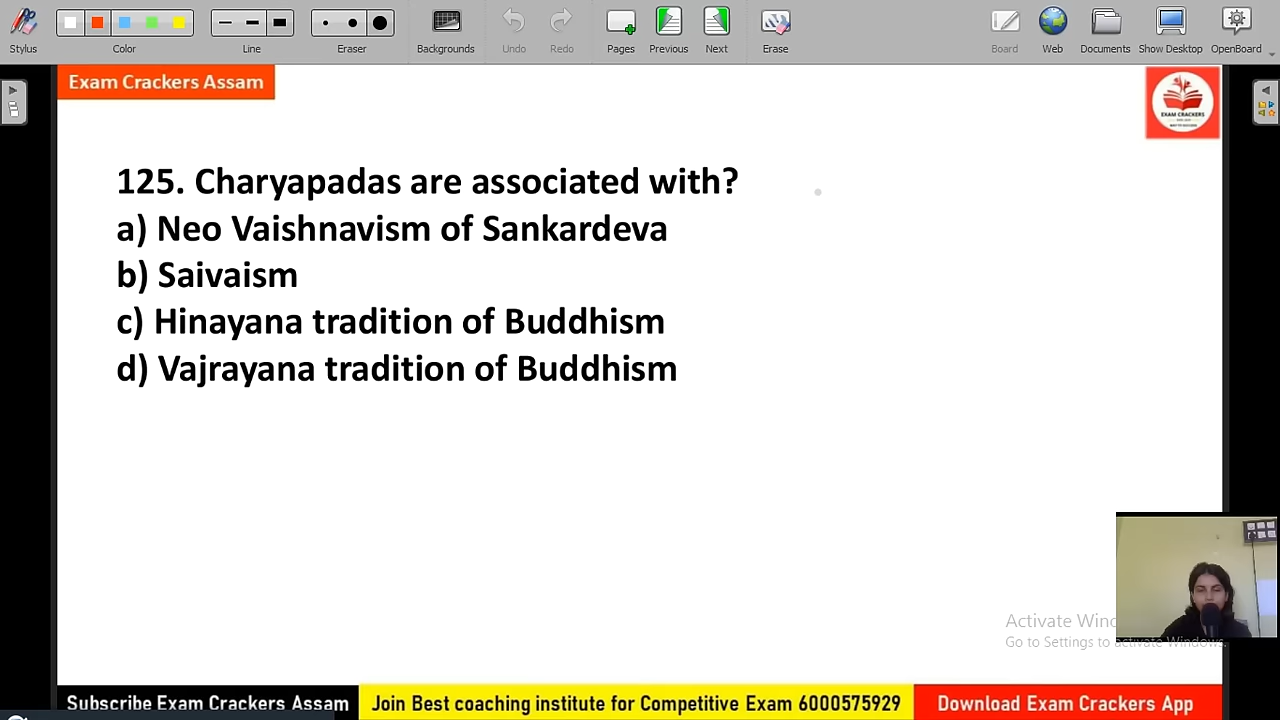 Stylus
Color
Line
Eraser
Backgrounds
Undo
Redo
Pages
Previous
Next
Erase
Board
Web
Documents
Show Desktop
OpenBoard
Exam Crackers Assam
EXAM CRACKERS
125. Charyapadas are associated with?
a) Neo Vaishnavism of Sankardeva
b) Saivaism
c) Hinayana tradition of Buddhism
d) Vajrayana tradition of Buddhism
Activate Wind
Go to Settings to activate Windows.
Subscribe Exam Crackers Assam
Join Best coaching institute for Competitive Exam 6000575929
Download Exam Crackers App